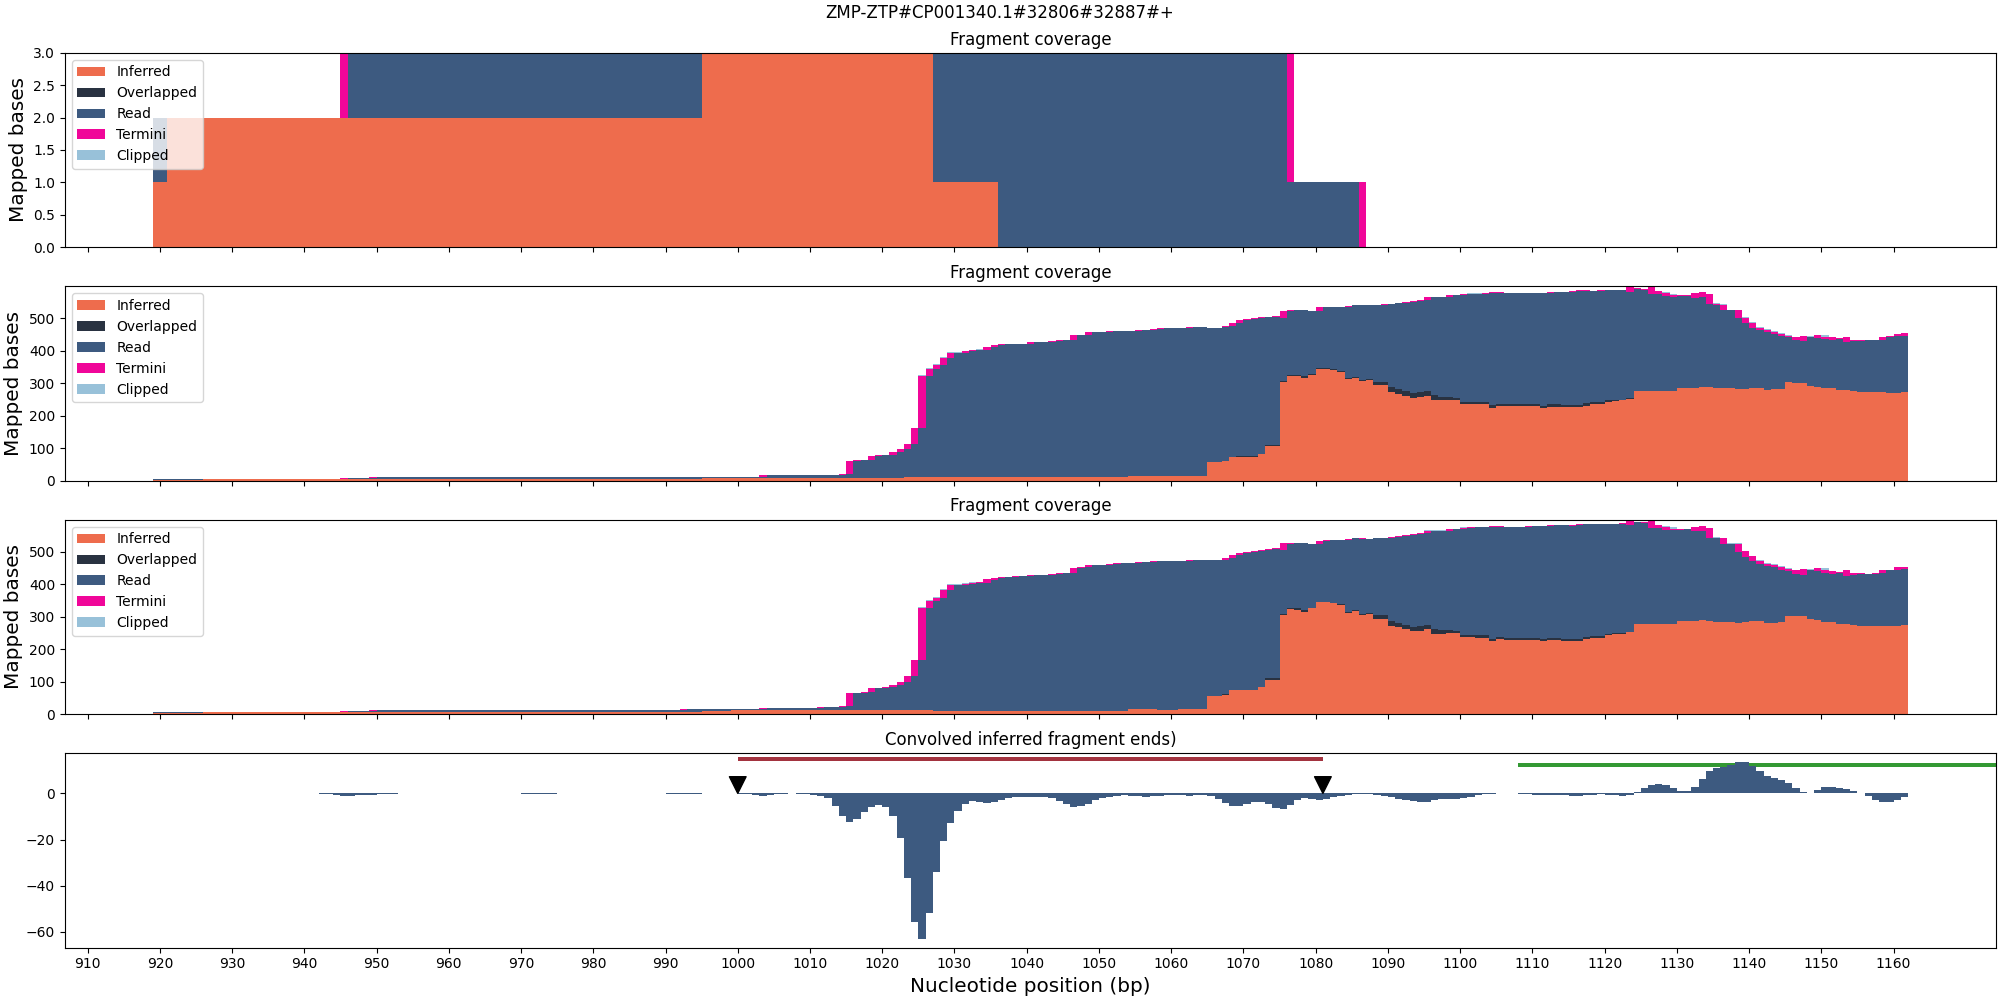 ZMP-ZTP#CP001340.1#32806#32887#+
Fragment coverage
Mapped bases
3.0
2.5
2.0
1.5
1.0
0.5
0.0
Inferred
Overlapped
Read
Termini
Clipped
Fragment coverage
Mapped bases
500
400
300
200
100
0
Inferred
Overlapped
Read
Termini
Clipped
Fragment coverage
Mapped bases
500
400
300
200
100
0
Inferred
Overlapped
Read
Termini
Clipped
Convolved inferred fragment ends)
0
−20
−40
−60
910 920 930 940 950 960 970 980 990 1000 1010 1020 1030 1040 1050 1060 1070 1080 1090 1100 1110 1120 1130 1140 1150 1160
Nucleotide position (bp)